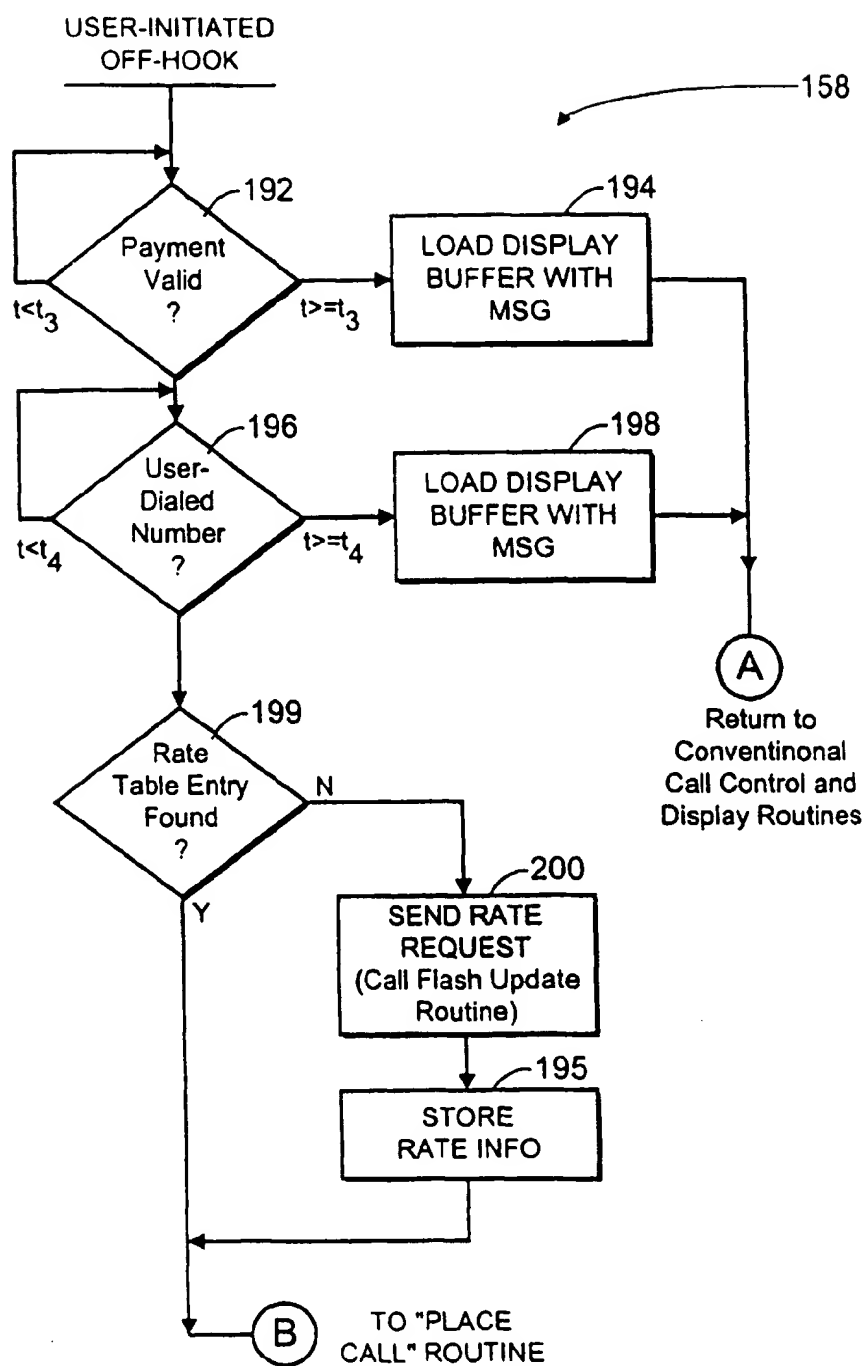 USER-INITIATED
OFF-HOOK
158
192
Payment
Valid
?
t<t3
t>=t3
194
LOAD DISPLAY
BUFFER WITH
MSG
196
User-
Dialed
Number
?
t<t4
t>=t4
198
LOAD DISPLAY
BUFFER WITH
MSG
A
Return to
Conventinonal
Call Control and
Display Routines
199
Rate
Table Entry
Found
?
N
Y
200
SEND RATE
REQUEST
(Call Flash Update
Routine)
195
STORE
RATE INFO
B
TO "PLACE
CALL" ROUTINE